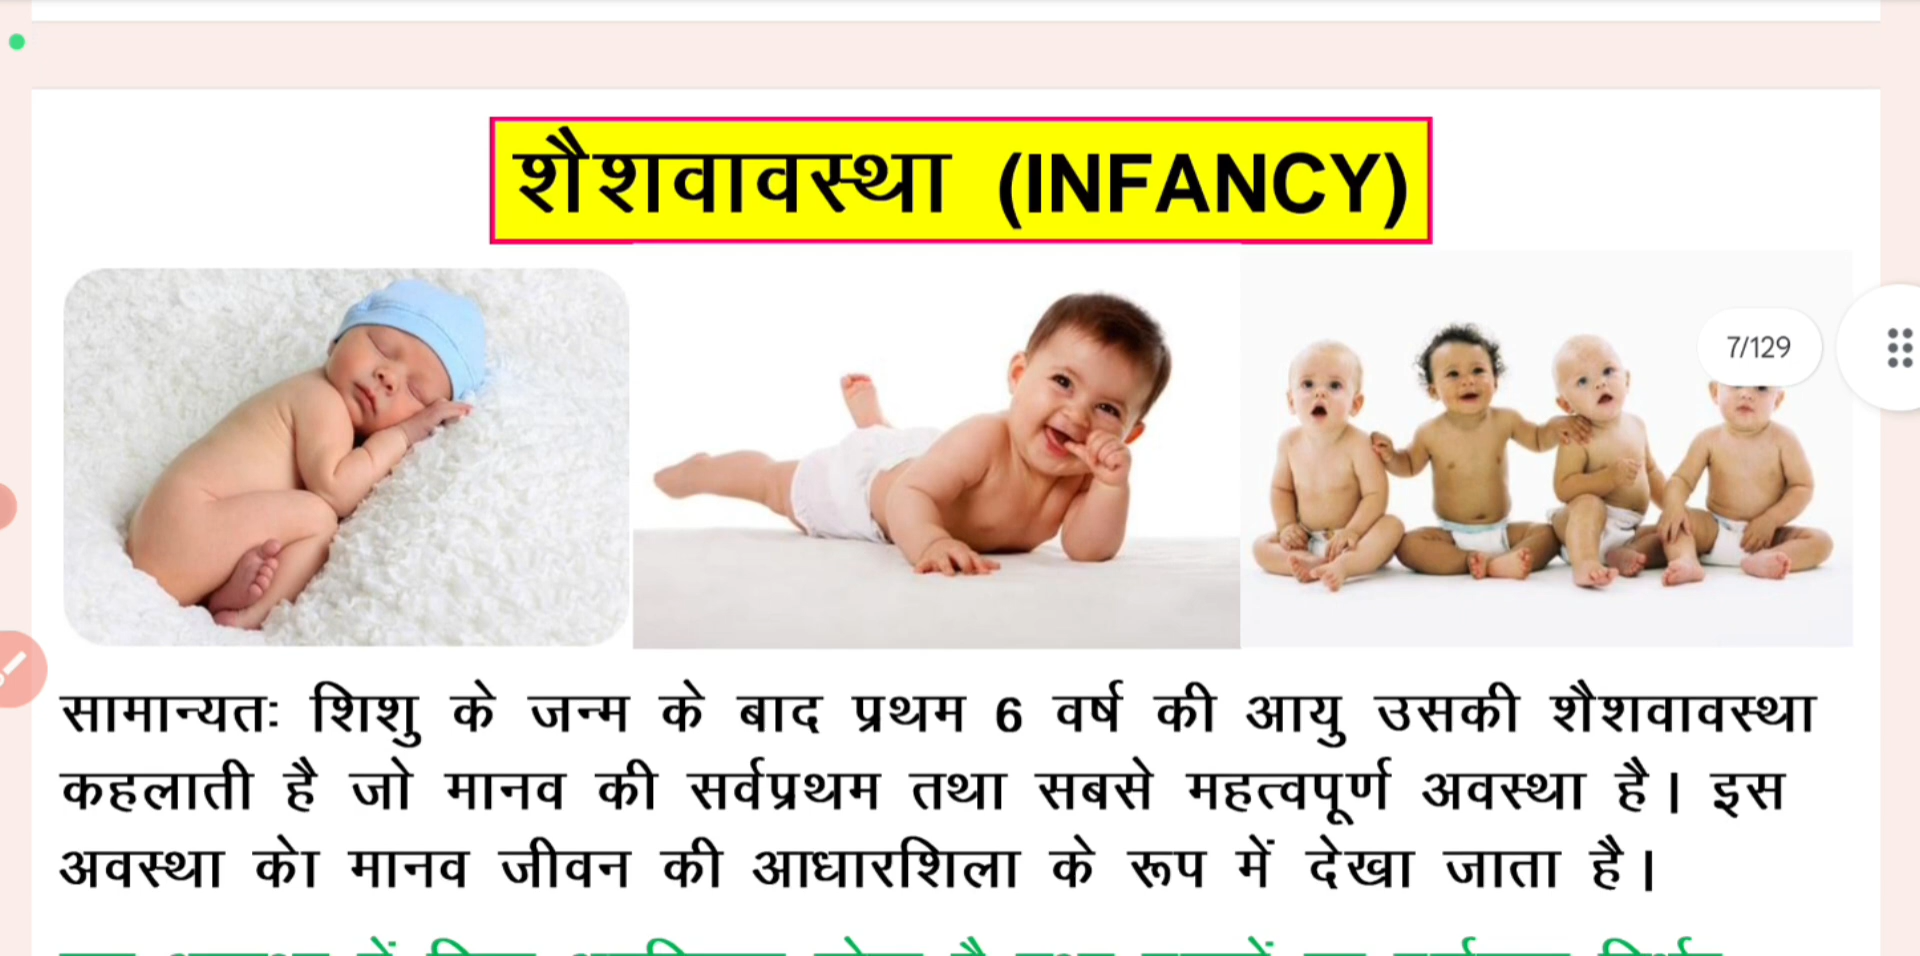 शैशवावस्था (INFANCY)
7/129
सामान्यतः शिशु के जन्म के बाद प्रथम 6 वर्ष की आयु उसकी शैशवावस्था
कहलाती है जो मानव की सर्वप्रथम तथा सबसे महत्वपूर्ण अवस्था है। इस
अवस्था को मानव जीवन की आधारशिला के रूप में देखा जाता है।